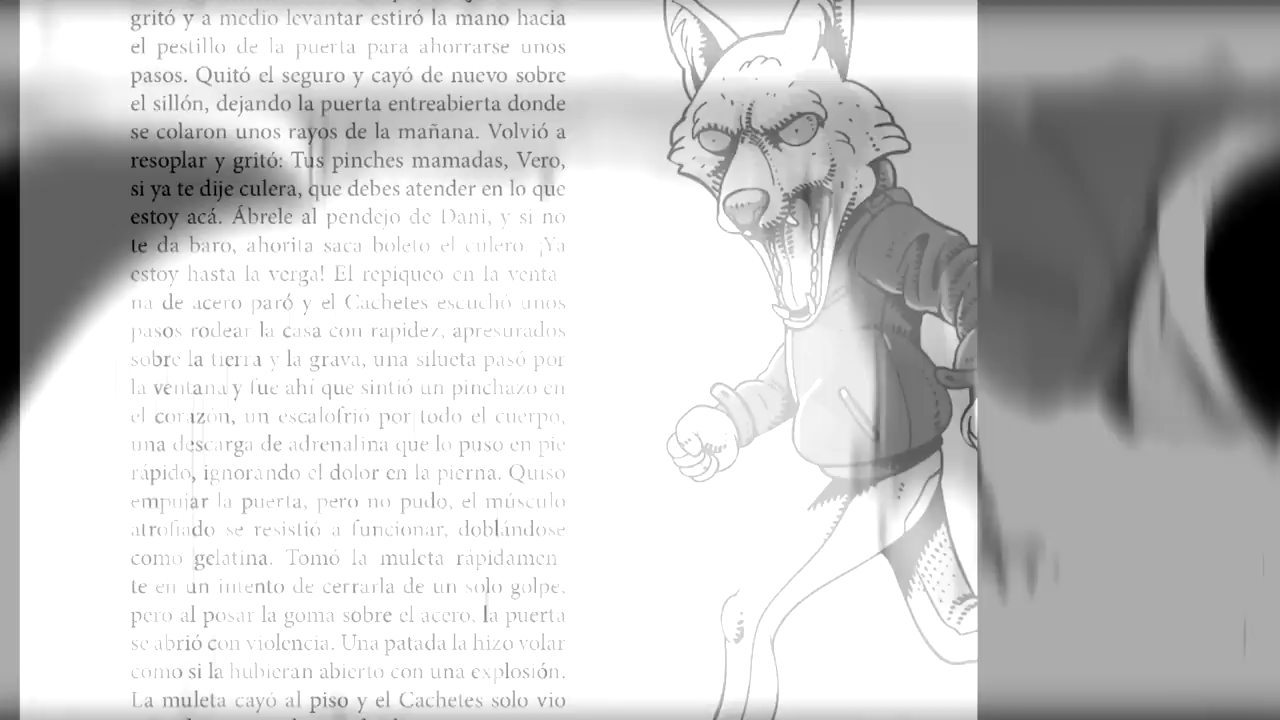 gritó y a medio levantar estiró la mano hacia
el pestillo de la puerta para ahorrarse unos
pasos. Quitó el seguro y cayó de nuevo sobre
el sillón, dejando la puerta entreabierta donde
se colaron unos rayos de la mañana. Volvió a
resoplar y gritó: Tus pinches mamadas, Vero,
si ya te dije culera, que debes atender en lo que
estoy acá. Ábrele al pendejo de Dani, y si no
te da baro, ahorita saca boleto el culero. ¡Ya
estoy hasta la verga! El repiqueo en la venta
na de acero paró y el Cachetes escuchó unos
pasos rodear la casa con rapidez, apresurados
sobre la tierra y la grava, una silueta pasó por
la ventana y fue ahí que sintió un pinchazo en
el corazón, un escalofrió por todo el cuerpo,
una descarga de adrenalina que lo puso en pie
rápido, ignorando el dolor en la pierna. Quiso
empujar la puerta, pero no pudo, el músculo
atrofiado se resistió a funcionar, doblándose
como gelatina. Tomó la muleta rápidamen
te en un intento de cerrarla de un solo golpe,
pero al posar la goma sobre el acero, la puerta
se abrió con violencia. Una patada la hizo volar
como si la hubieran abierto con una explosión.
La muleta cayó al piso y el Cachetes solo vio